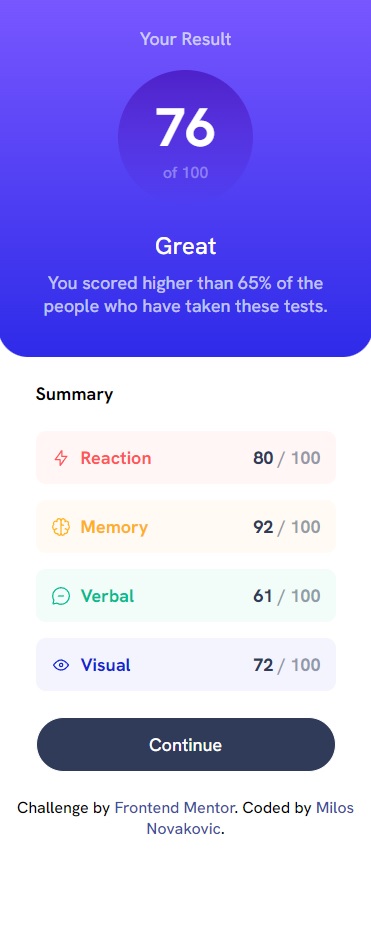 Your Result
76
of 100
Great
You scored higher than 65% of the
people who have taken these tests.
Summary
Reaction 80 / 100
Memory 92 / 100
Verbal 61 / 100
Visual 72 / 100
Continue
Challenge by Frontend Mentor. Coded by Milos
Novakovic.